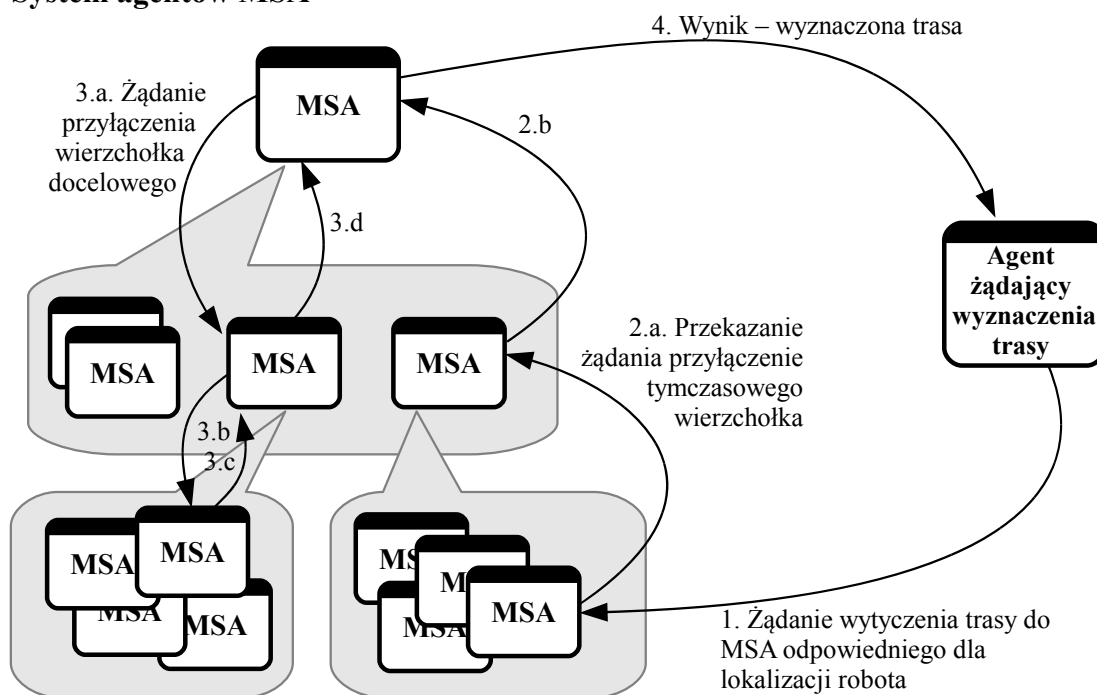 System agentów MSA
4. Wynik – wyznaczona trasa
3.a. Żądanie
przyłączenia
wierzchołka
docelowego
MSA
2.b
3.d
Agent
żądający
wyznaczenia
trasy
2.a. Przekazanie
żądania przyłączenie
tymczasowego
wierzchołka
MSA
MSA
MSA
3.b
3.c
MSA
MSA
MSA
MSA
MSA
MSA
MSA
1. Żądanie wytyczenia trasy do
MSA odpowiedniego dla
lokalizacji robota